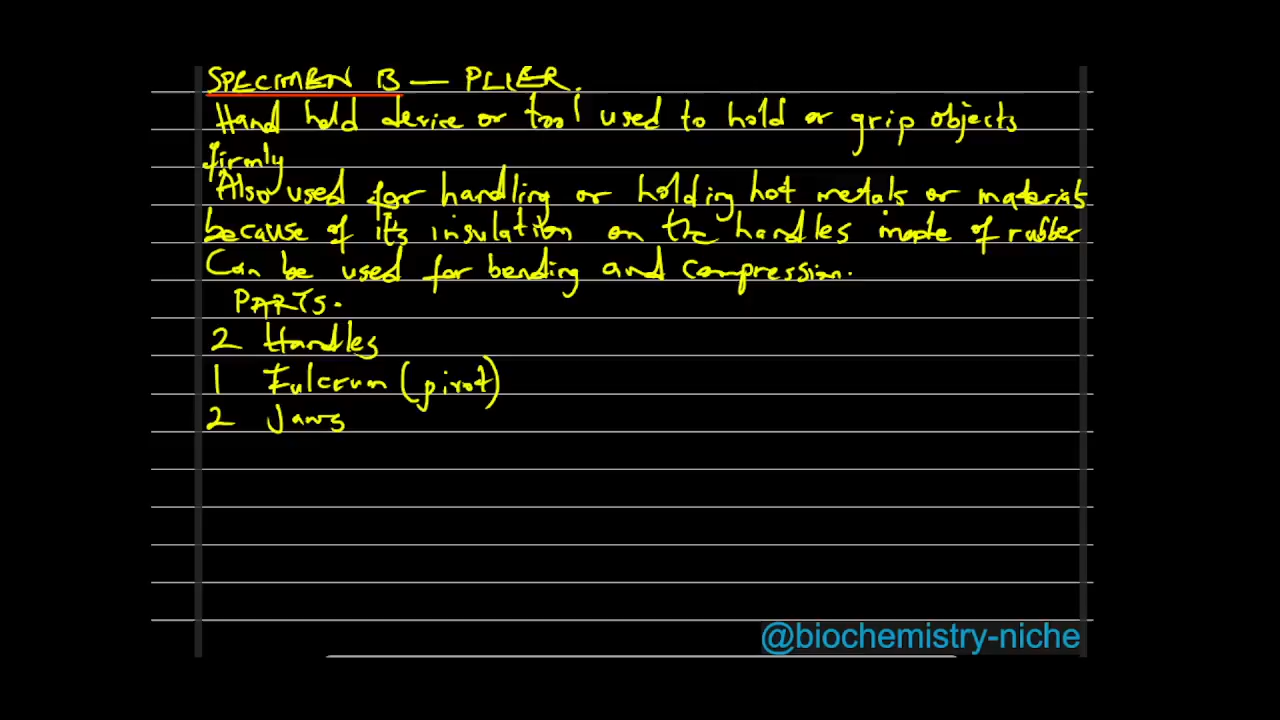 SPECIMEN B — PLIER.
Hand hold device or tool used to hold or grip objects
firmly
Also used for handling or holding hot metals or materials
because of its insulation on the handles made of rubber
Can be used for bending and compression.
PARTS.
2 Handles
1 Fulcrum (pivot)
2 Jaws
@biochemistry-niche